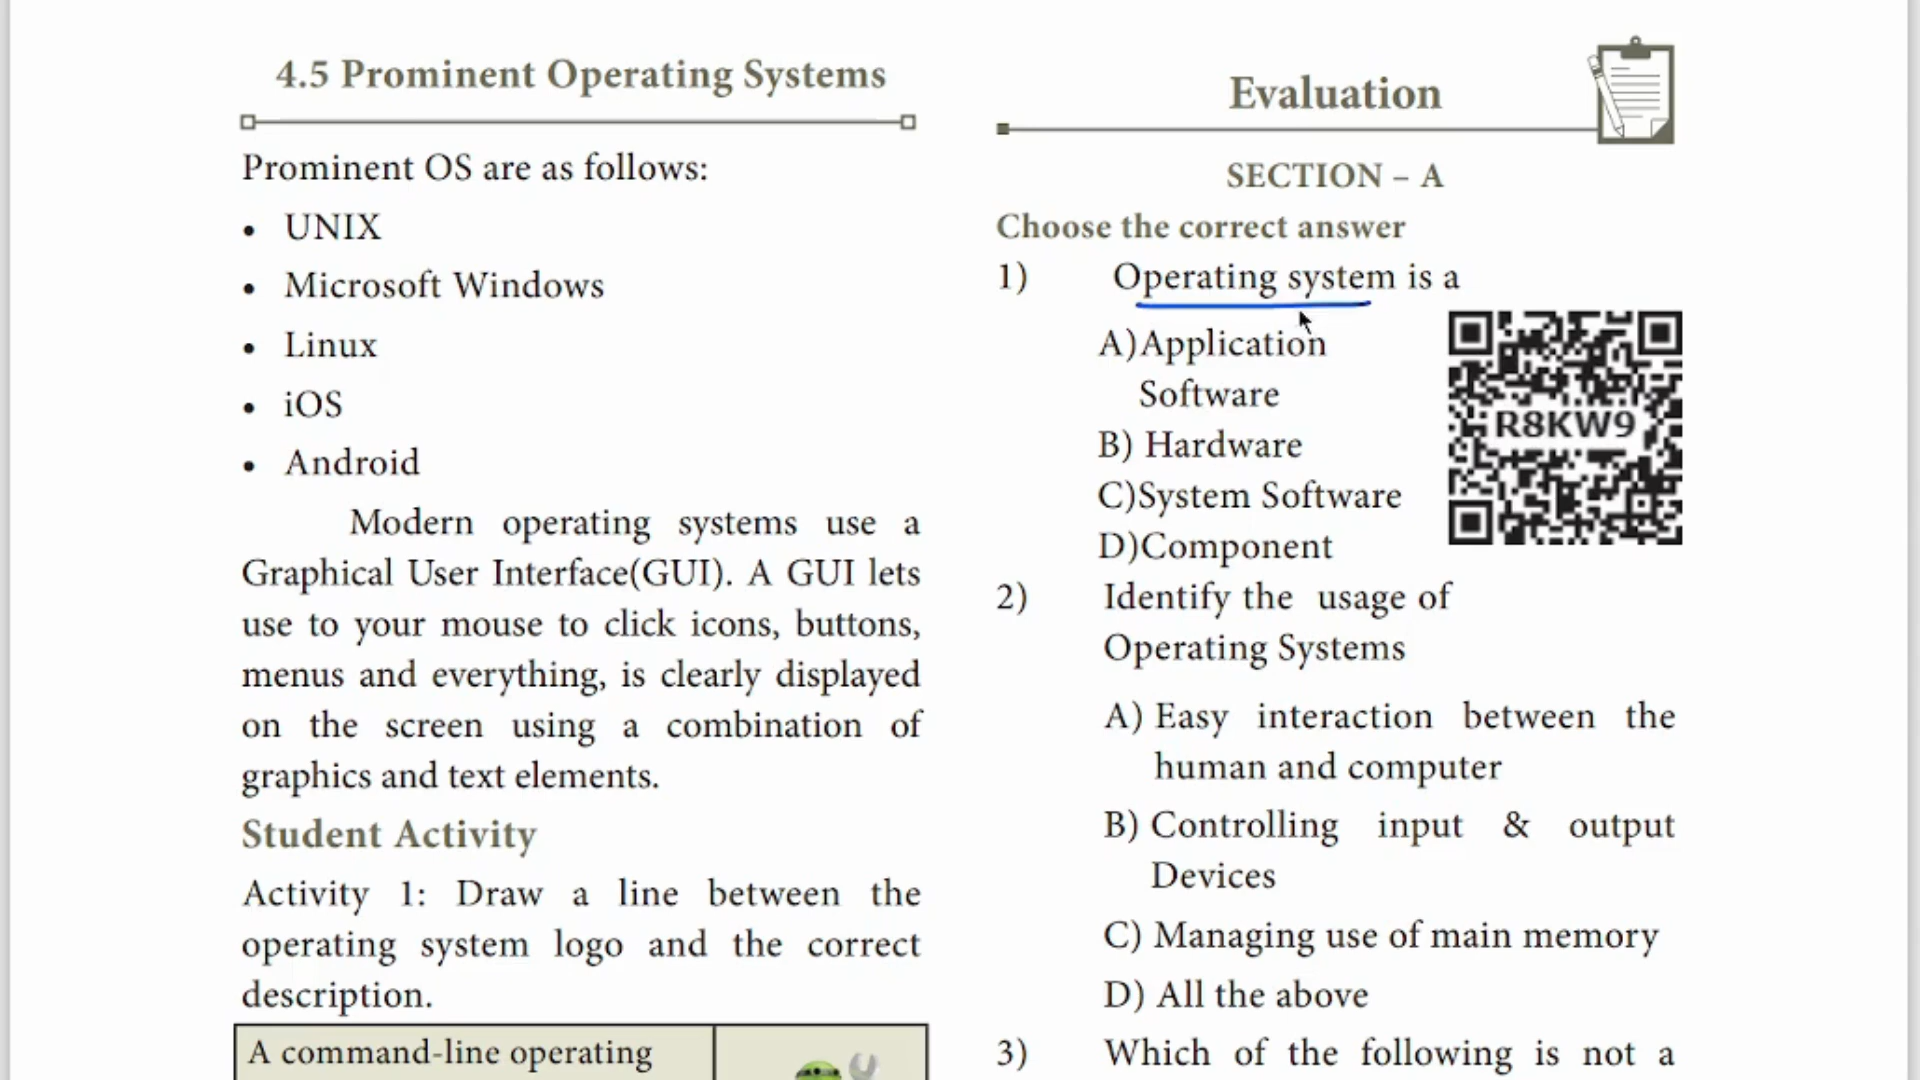 4.5 Prominent Operating Systems
Prominent OS are as follows:
• UNIX
• Microsoft Windows
• Linux
• iOS
• Android
Modern operating systems use a
Graphical User Interface(GUI). A GUI lets
use to your mouse to click icons, buttons,
menus and everything, is clearly displayed
on the screen using a combination of
graphics and text elements.
Student Activity
Activity 1: Draw a line between the
operating system logo and the correct
description.
A command-line operating
Evaluation
SECTION – A
Choose the correct answer
1) Operating system is a
A)Application
Software
B) Hardware
C)System Software
D)Component
R8KW9
2) Identify the usage of
Operating Systems
A) Easy interaction between the
human and computer
B) Controlling input & output
Devices
C) Managing use of main memory
D) All the above
3) Which of the following is not a